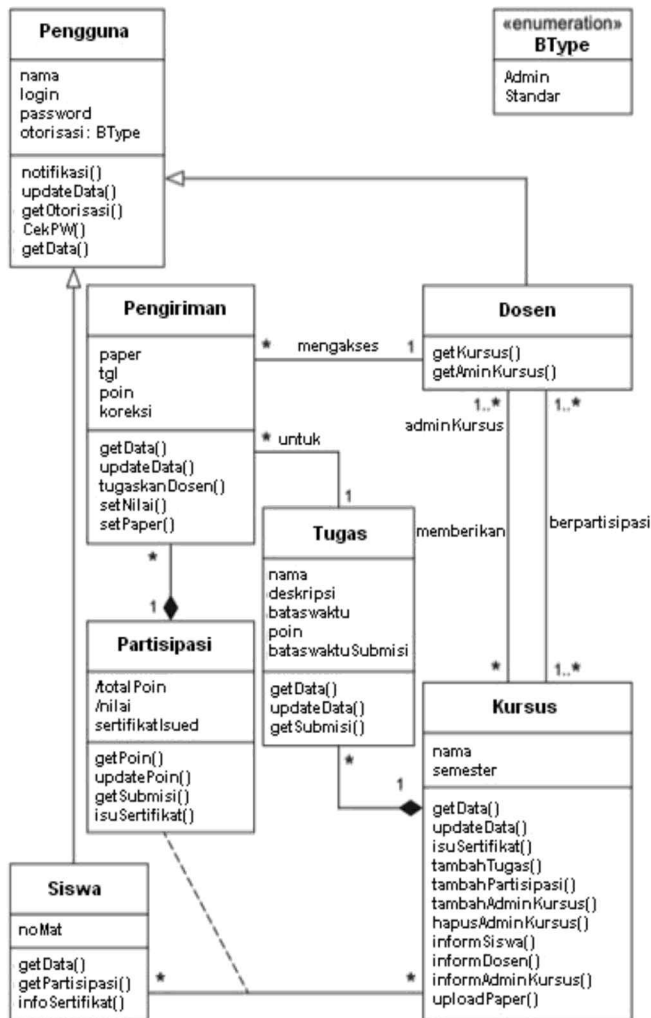 Pengguna
nama
login
password
otorisasi: BType
notifikasi()
updateData()
getOtorisasi()
CekPW()
getData()
«enumeration»
BType
Admin
Standar
Pengiriman
paper
tgl
poin
koreksi
getData()
updateData()
tugaskanDosen()
setNilai()
setPaper()
* mengakses 1
Dosen
getKursus()
getAminKursus()
1..* 1..*
adminKursus
* untuk
1
memberikan
berpartisipasi
* 1..*
Tugas
nama
deskripsi
bataswaktu
poin
bataswaktuSubmisi
getData()
updateData()
getSubmisi()
*
1
*
1
Partisipasi
/totalPoin
/nilai
sertifikatIsued
getPoin()
updatePoin()
getSubmisi()
isuSertifikat()
Kursus
nama
semester
getData()
updateData()
isuSertifikat()
tambahTugas()
tambahPartisipasi()
tambahAdminKursus()
hapusAdminKursus()
informSiswa()
informDosen()
informAdminKursus()
uploadPaper()
Siswa
noMat
getData()
getPartisipasi()
infoSertifikat()
* *